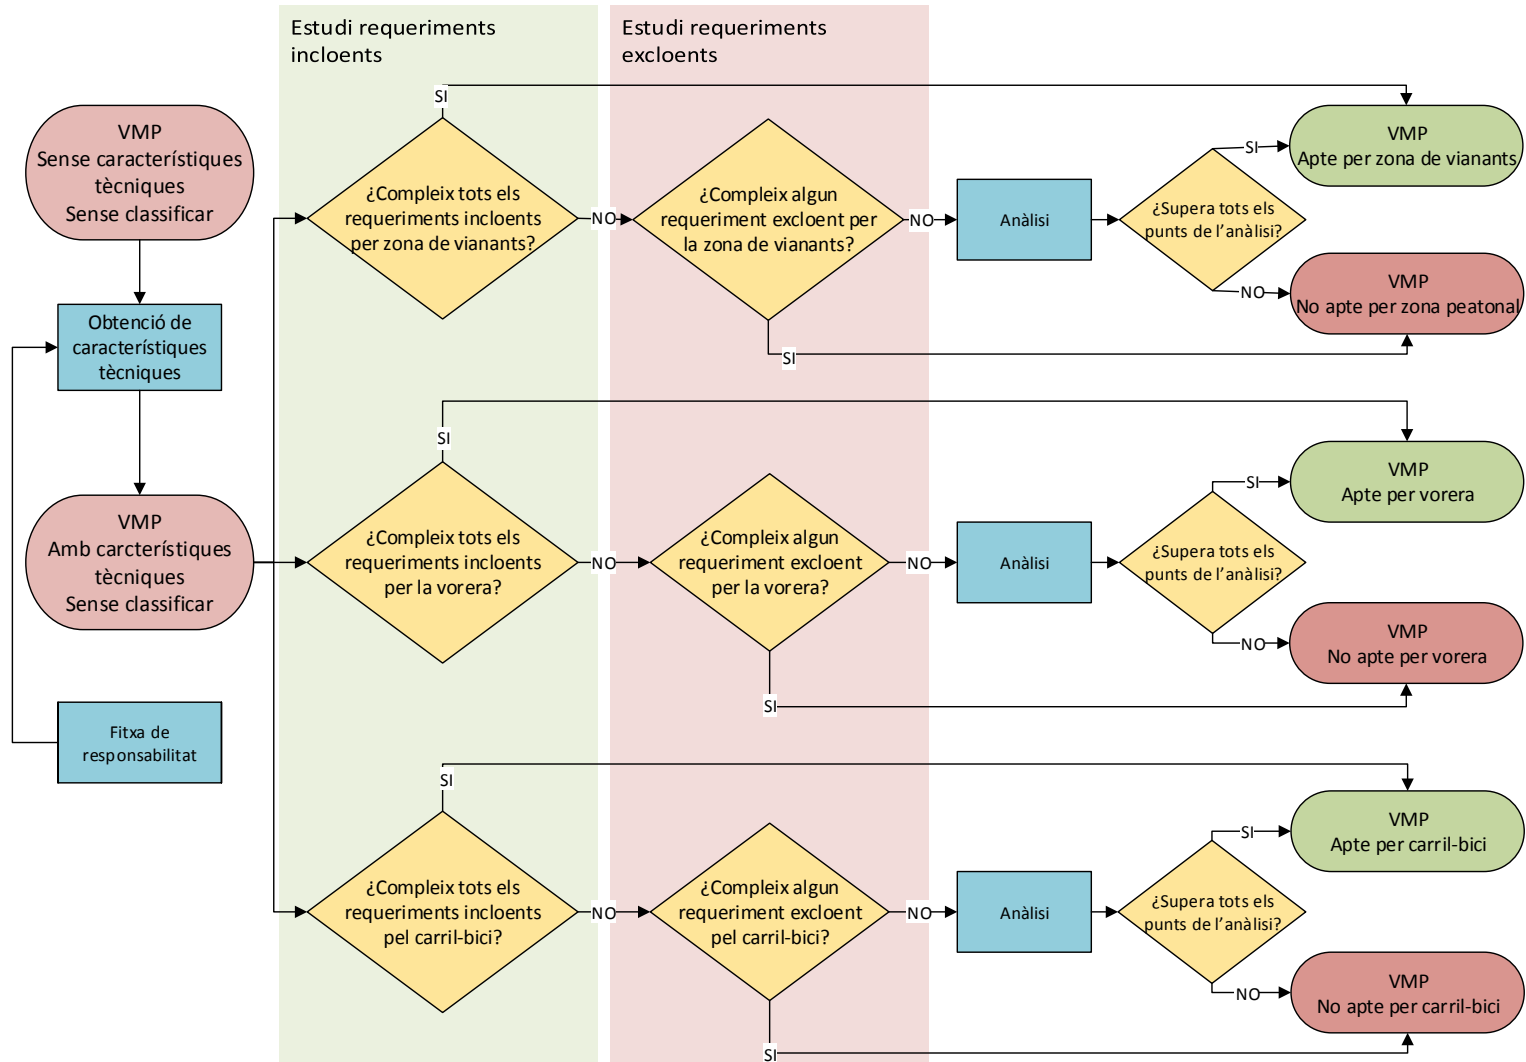 Estudi requeriments
incloents
Estudi requeriments
excloents
VMP
Sense característiques
tècniques
Sense classificar
Obtenció de
característiques
tècniques
VMP
Amb carcterístiques
tècniques
Sense classificar
Fitxa de
responsabilitat
SI
¿Compleix tots els
requeriments incloents
per zona de vianants?
NO
¿Compleix algun
requeriment excloent per
la zona de vianants?
NO
SI
Anàlisi
¿Supera tots els
punts de l’anàlisi?
SI
NO
VMP
Apte per zona de vianants
VMP
No apte per zona peatonal
SI
¿Compleix tots els
requeriments incloents
per la vorera?
NO
¿Compleix algun
requeriment excloent
per la vorera?
NO
SI
Anàlisi
¿Supera tots els
punts de l’anàlisi?
SI
NO
VMP
Apte per vorera
VMP
No apte per vorera
SI
¿Compleix tots els
requeriments incloents
pel carril-bici?
NO
¿Compleix algun
requeriment excloent
pel carril-bici?
NO
SI
Anàlisi
¿Supera tots els
punts de l’anàlisi?
SI
NO
VMP
Apte per carril-bici
VMP
No apte per carril-bici